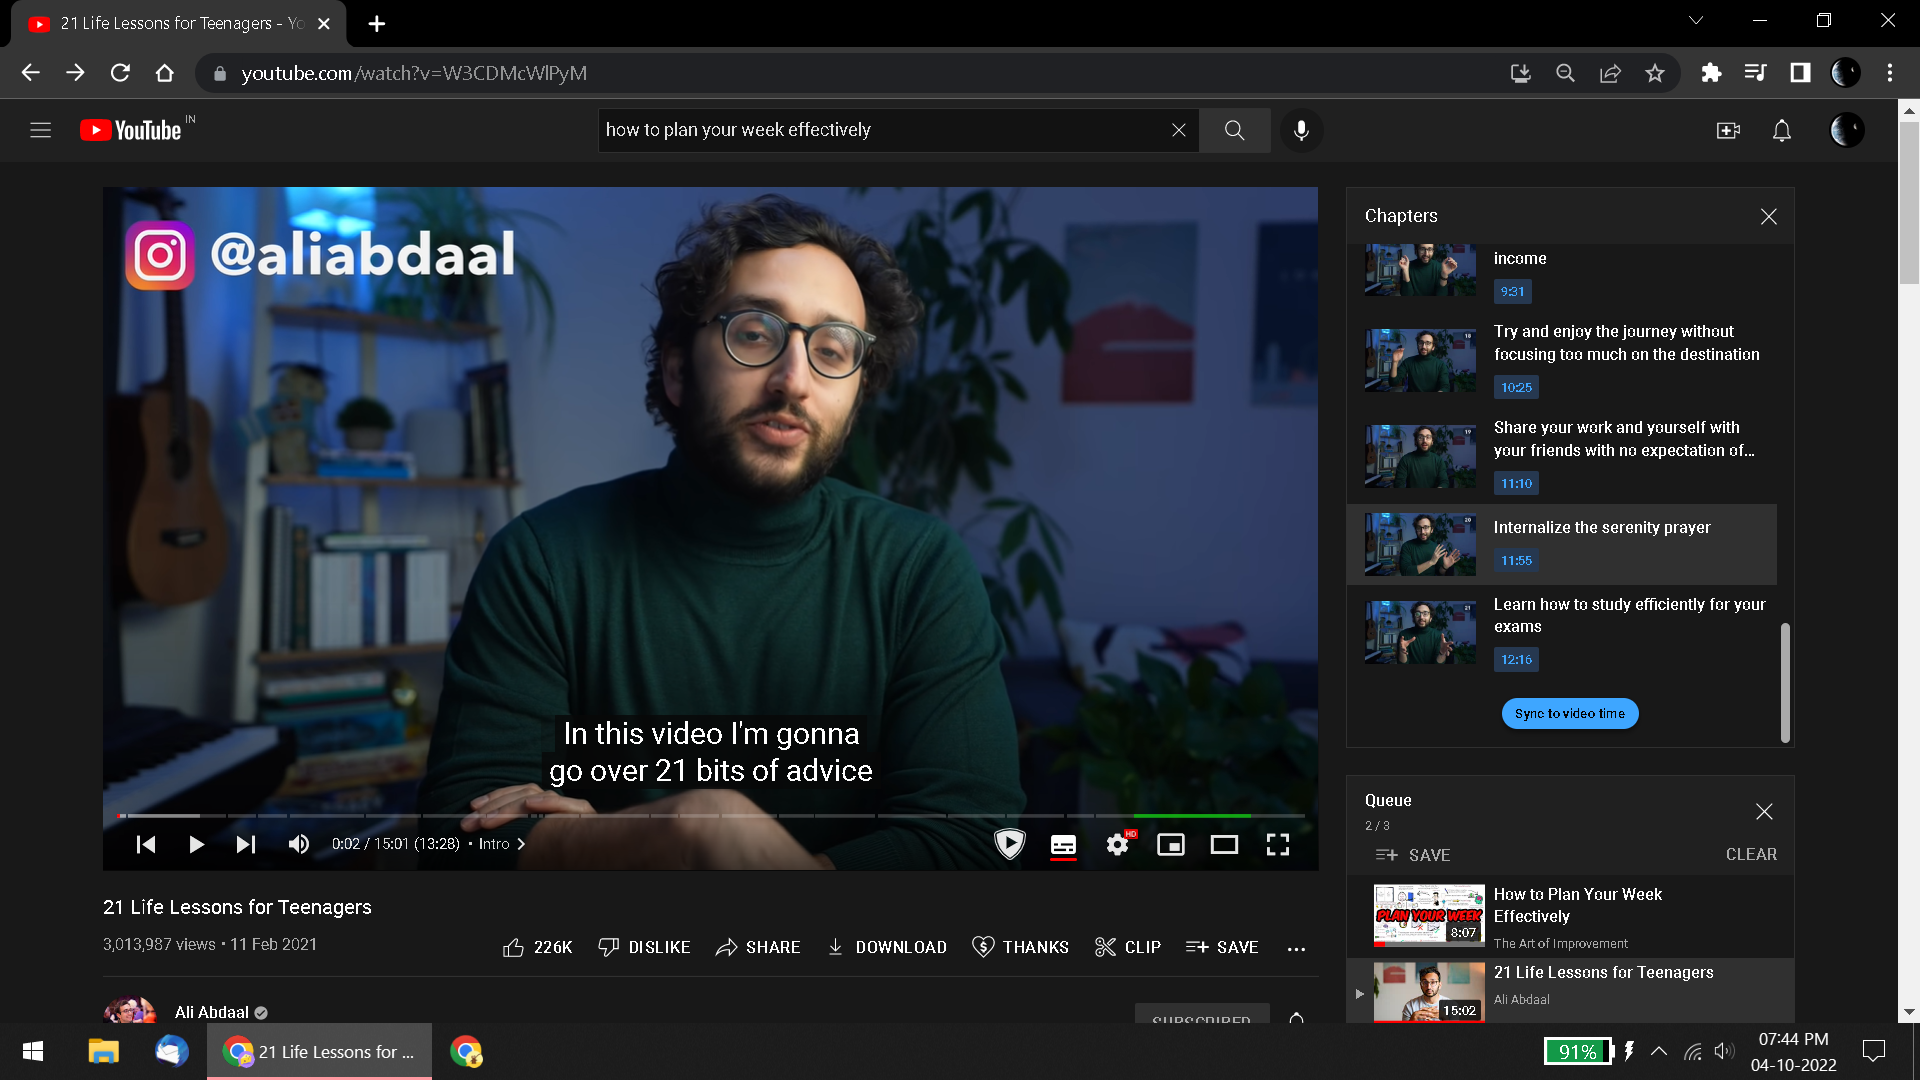 21 Life Lessons for Teenagers - Yo
youtube.com/watch?v=W3CDMcWlPyM
YouTube IN
how to plan your week effectively
@aliabdaal
In this video I'm gonna
go over 21 bits of advice
0:02 / 15:01 (13:28) • Intro
HD
21 Life Lessons for Teenagers
3,013,987 views • 11 Feb 2021
226K DISLIKE SHARE DOWNLOAD THANKS CLIP SAVE
Ali Abdaal
SUBSCRIBED
Chapters
income
9:31
Try and enjoy the journey without
focusing too much on the destination
10:25
18
Share your work and yourself with
your friends with no expectation of...
11:10
19
Internalize the serenity prayer
11:55
20
Learn how to study efficiently for your
exams
12:16
21
Sync to video time
Queue
2 / 3
SAVE CLEAR
How to Plan Your Week
Effectively
The Art of Improvement
PLAN YOUR WEEK
8:07
21 Life Lessons for Teenagers
Ali Abdaal
15:02
21 Life Lessons for ...
91%
07:44 PM
04-10-2022